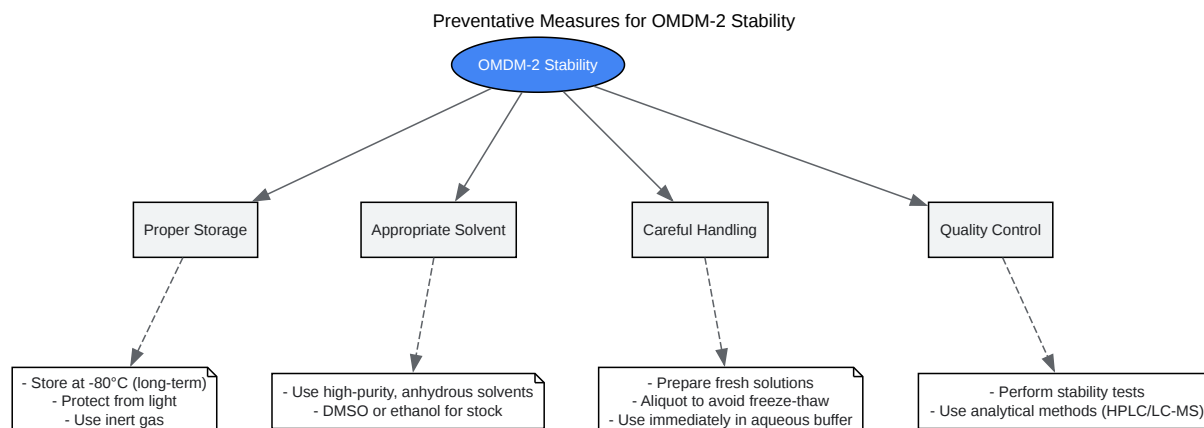 Preventative Measures for OMDM-2 Stability
OMDM-2 Stability
Proper Storage
Appropriate Solvent
Careful Handling
Quality Control
- Store at -80°C (long-term)
- Protect from light
- Use inert gas
- Use high-purity, anhydrous solvents
- DMSO or ethanol for stock
- Prepare fresh solutions
- Aliquot to avoid freeze-thaw
- Use immediately in aqueous buffer
- Perform stability tests
- Use analytical methods (HPLC/LC-MS)